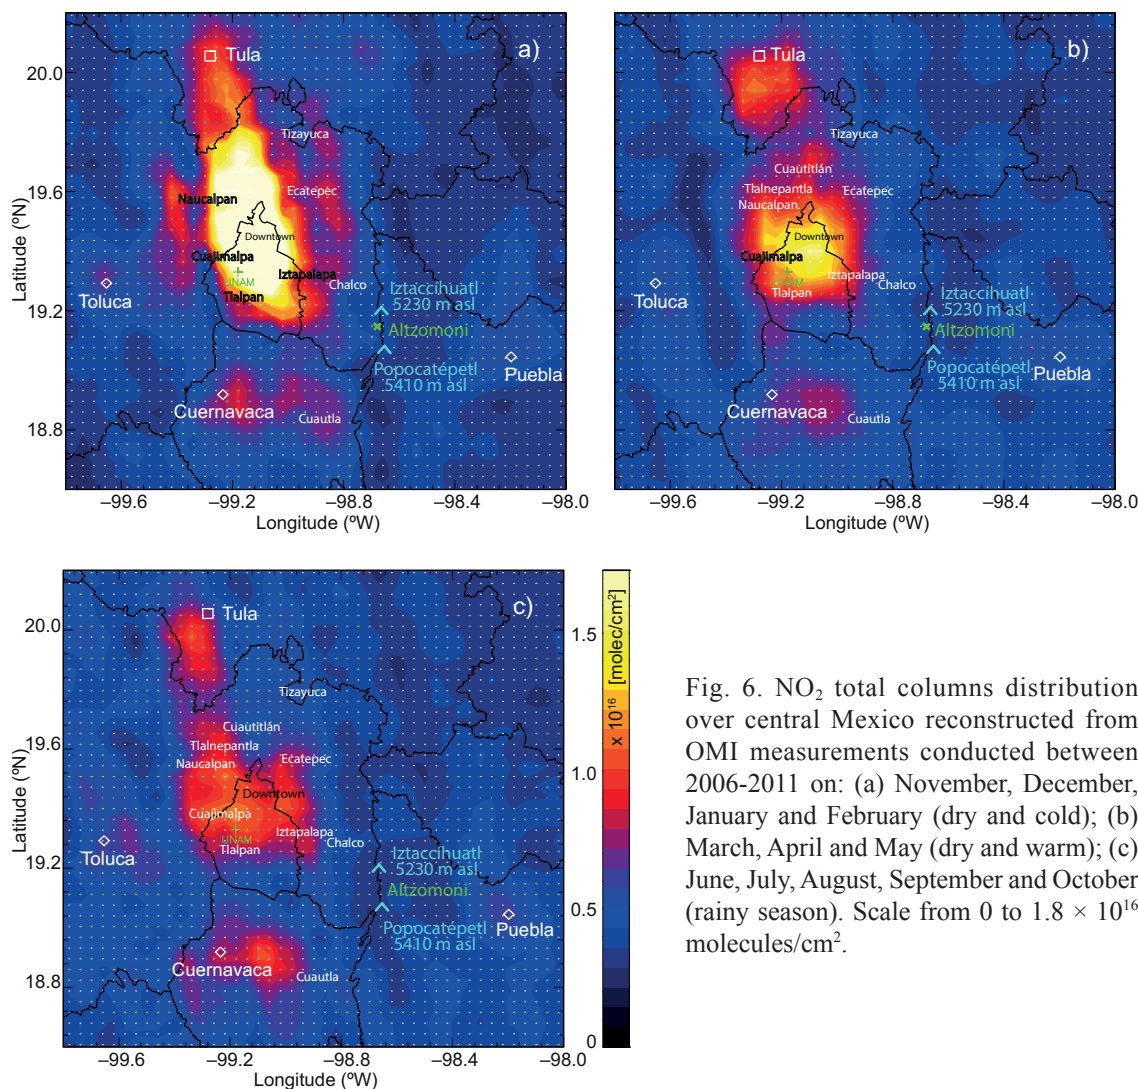 a)
Tula
20.0
Tizayuca
19.6
Naucalpan
Ecatepèc
Downtown
Cuajimalpa
Iztapalapa
UNAM
Tlalpan
Chalco
Toluca
Iztaccihuatl
5230 m asl
19.2
Altzomoni
Popocatépetl
5410 m asl
Puebla
Cuernavaca
Cuautla
18.8
Latitude (ºN)
–99.6
–99.2
–98.8
–98.4
–98.0
Longitude (ºW)
b)
Tula
Tizayuca
Cuautitlán
Tlalnepantla
Ecatepec
Naucalpan
Downtown
Cuajimalpa
Iztapalapa
UNAM
Tlalpan
Chalco
Toluca
Iztaccihuatl
5230 m asl
Altzomoni
Popocatépetl
5410 m asl
Puebla
Cuernavaca
Cuautla
–99.6
–99.2
–98.8
–98.4
–98.0
Longitude (ºW)
c)
Tula
20.0
Tizayuca
Cuautítlán
19.6
Tlalnepantla
Naucalpan
Ecatepec
Downtown
Cuajimalpa
Iztapalapa
UNAM
Tlalpan
Chalco
Toluca
19.2
Iztaccihuatl
5230 m asl
Altzomoni
Popocatépetl
5410 m asl
Puebla
Cuernavaca
Cuautla
18.8
Latitude (ºN)
–99.6
–99.2
–98.8
–98.4
–98.0
Longitude (ºW)
x 10¹⁶ [molec/cm²]
1.5
1.0
0.5
0
Fig. 6. NO₂ total columns distribution
over central Mexico reconstructed from
OMI measurements conducted between
2006-2011 on: (a) November, December,
January and February (dry and cold); (b)
March, April and May (dry and warm); (c)
June, July, August, September and October
(rainy season). Scale from 0 to 1.8 × 10¹⁶
molecules/cm².